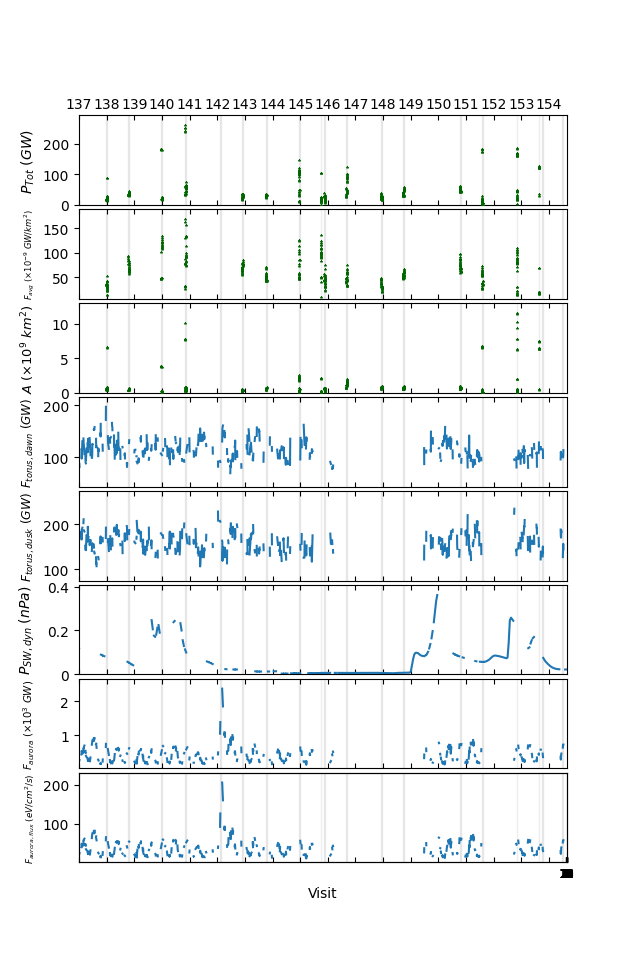 137 138 139 140 141 142 143 144 145 146 147 148 149 150 151 152 153 154
P_Tot (GW)
200
100
0
F_avg (×10⁻⁹ GW/km²)
150
100
50
A (×10⁹ km²)
10
5
0
F_torus,dawn (GW)
200
100
F_torus,dusk (GW)
200
100
P_SW,dyn (nPa)
0.4
0.2
0
F_aurora (×10³ GW)
2
1
F_aurora,flux (eV/cm²/s)
200
100
Visit